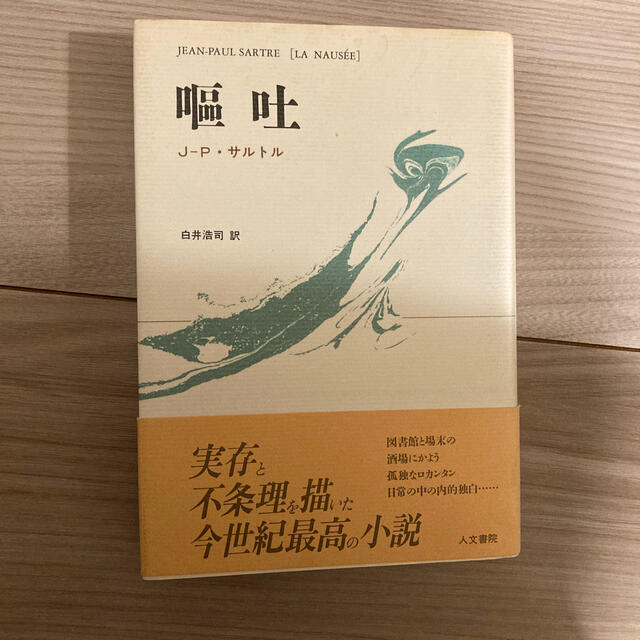 JEAN-PAUL SARTRE [LA NAUSÉE]
嘔吐
J-P・サルトル
白井浩司 訳
実存と
不条理を描いた
今世紀最高の小説
図書館と場末の
酒場にかよう
孤独なロカンタン
日常の中の内的独白……
人文書院